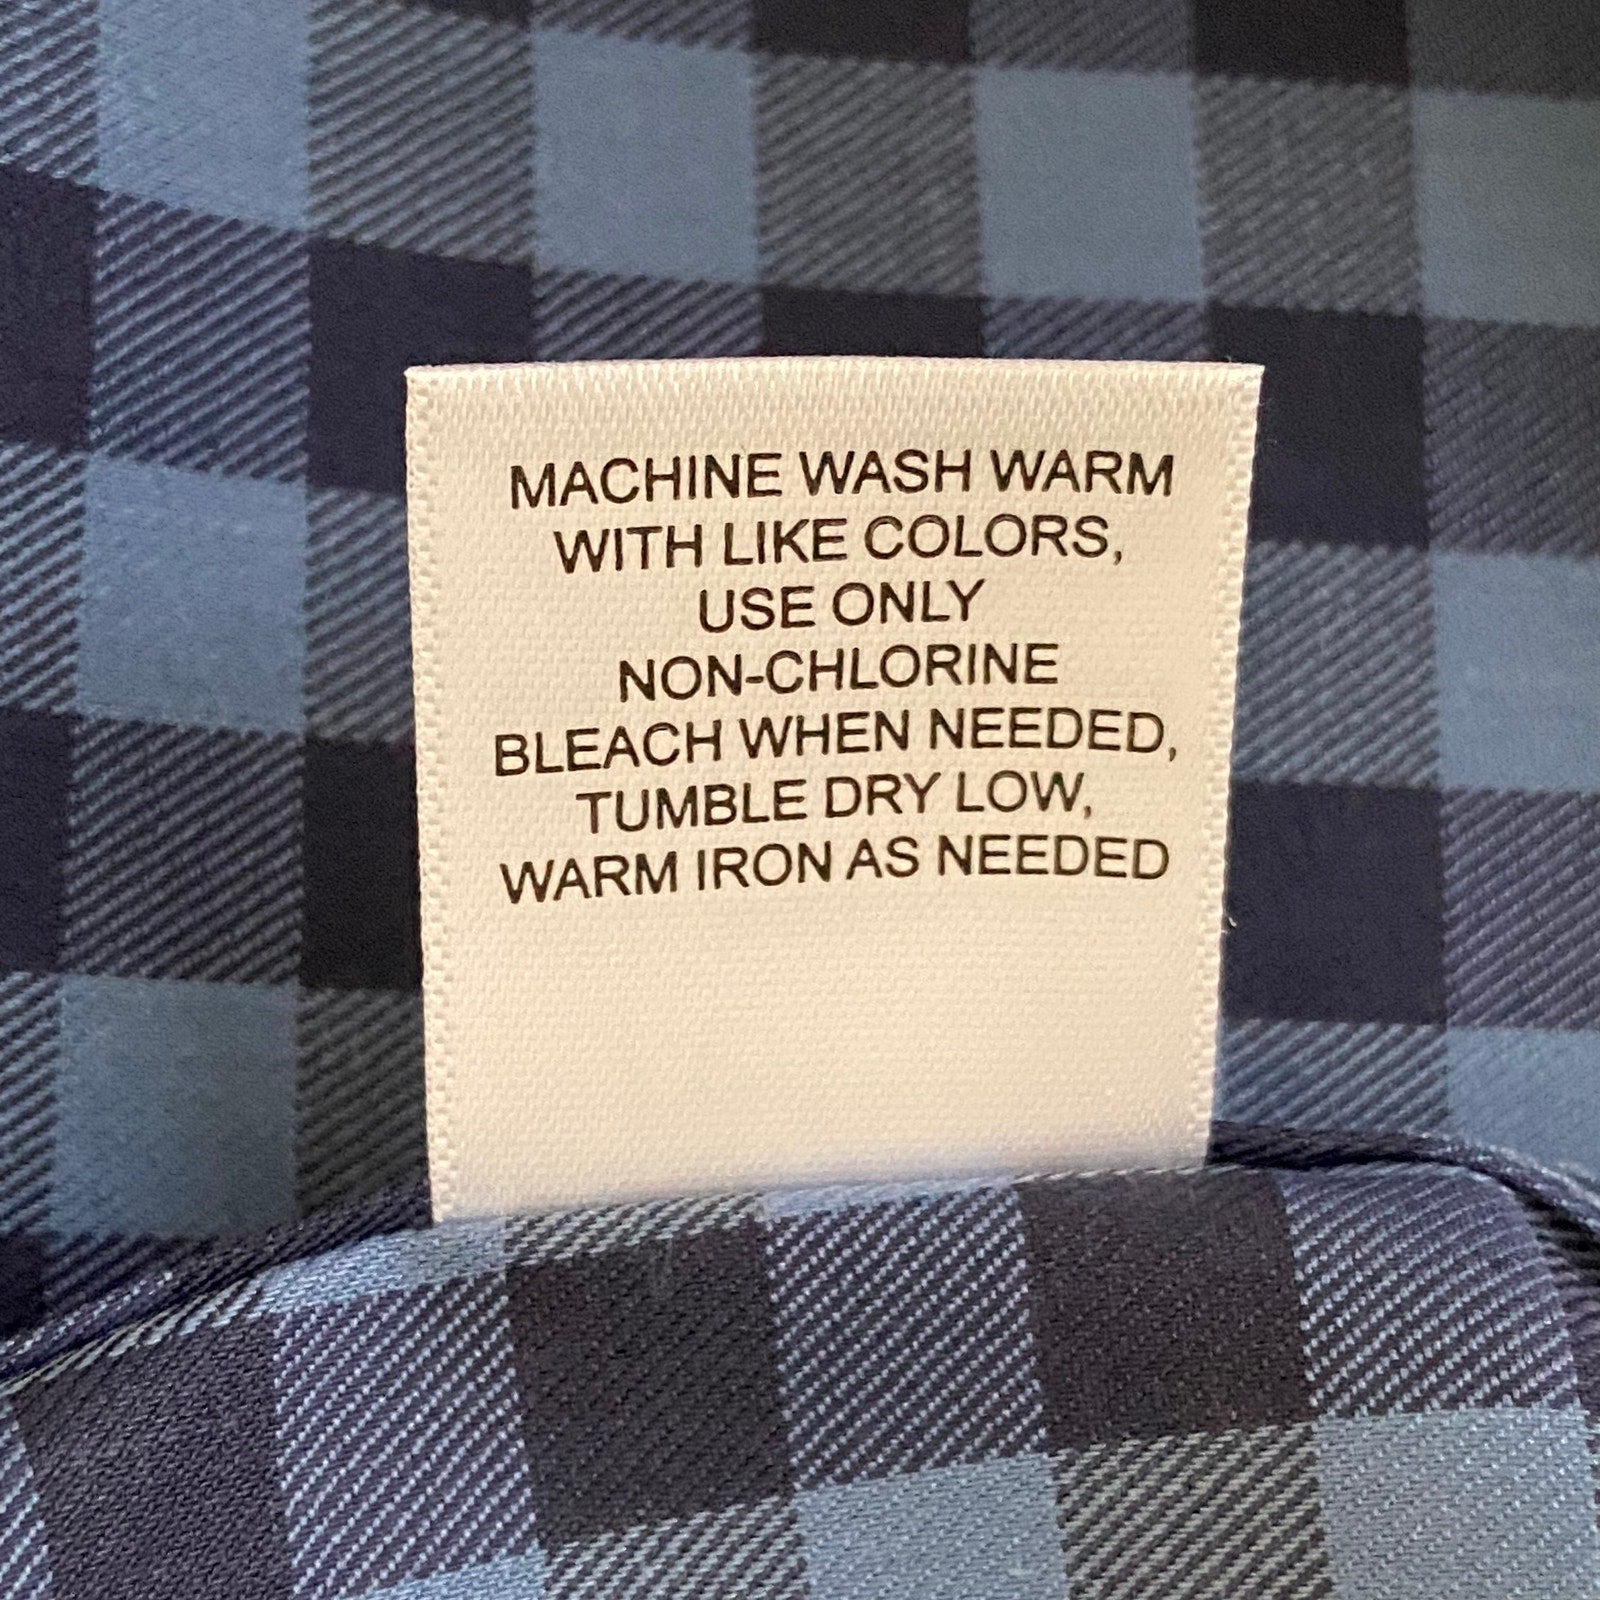 MACHINE WASH WARM
WITH LIKE COLORS,
USE ONLY
NON-CHLORINE
BLEACH WHEN NEEDED,
TUMBLE DRY LOW,
WARM IRON AS NEEDED